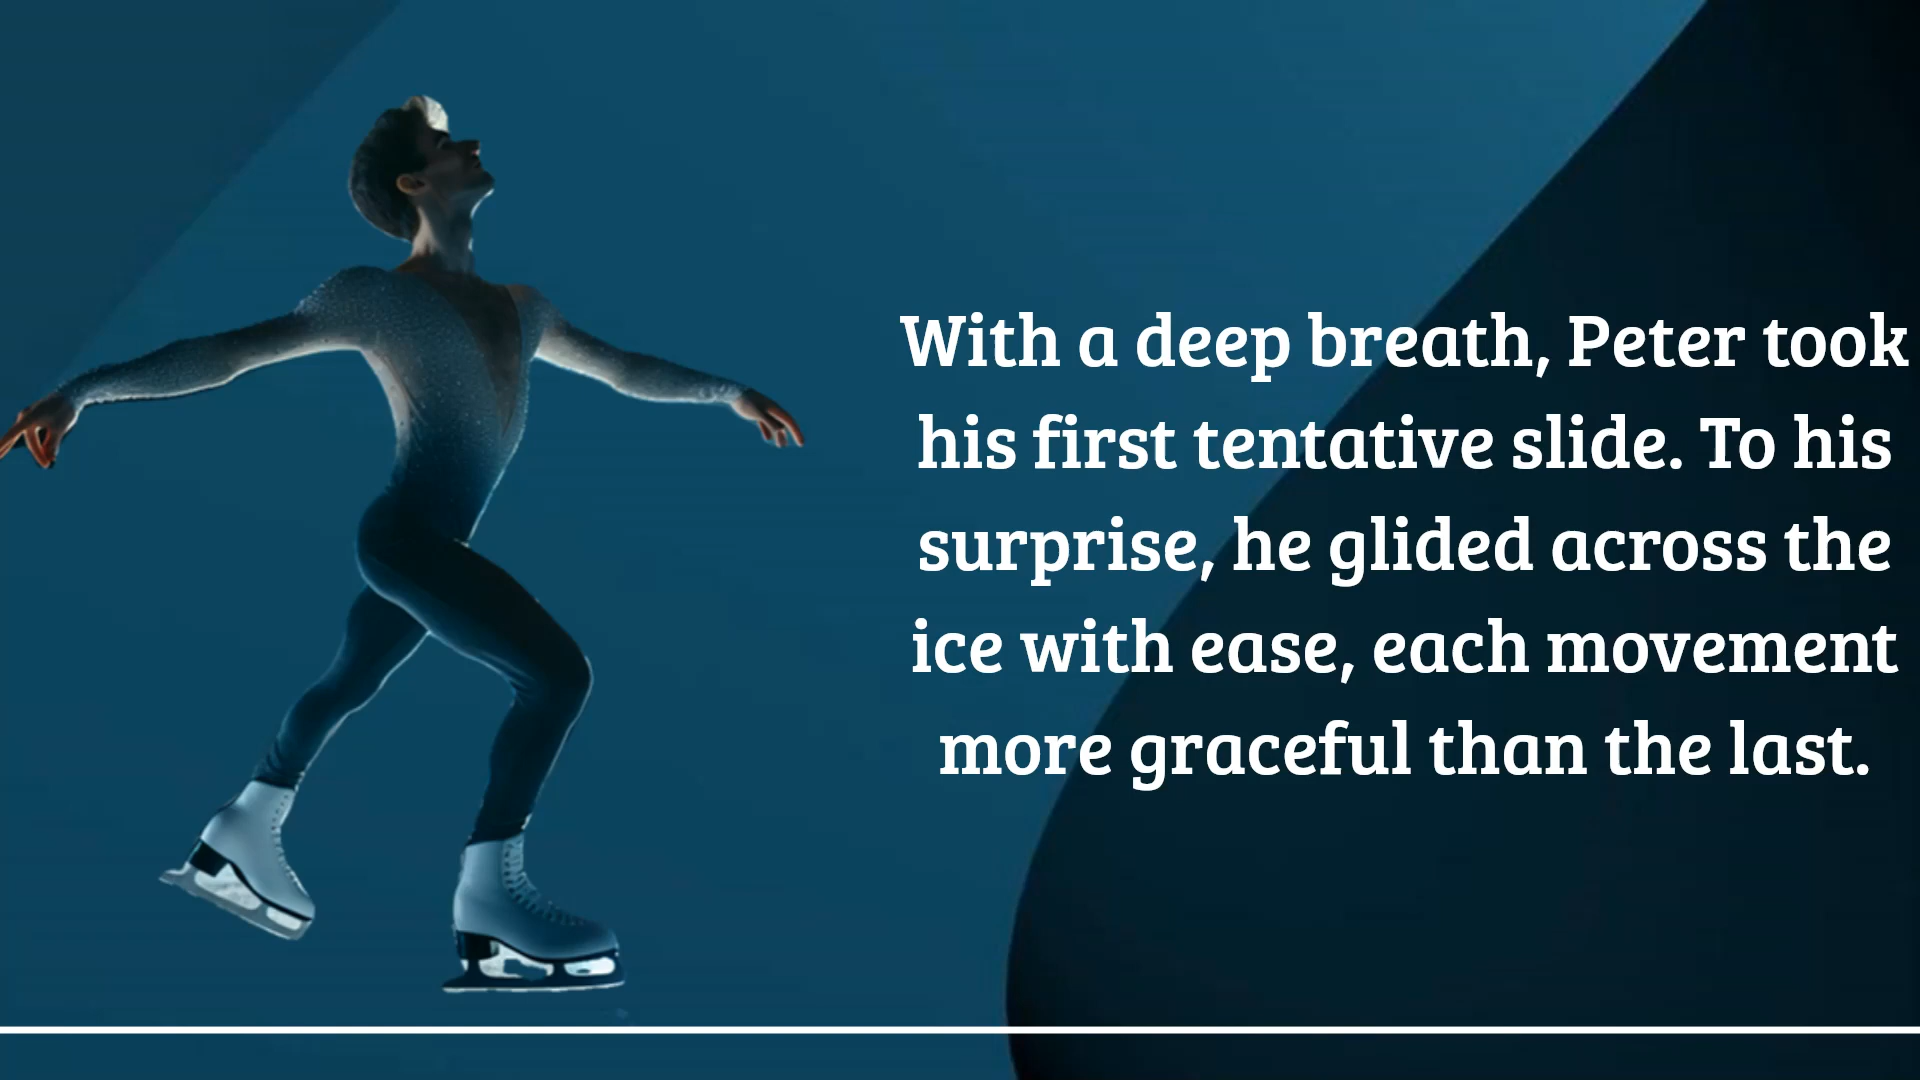 With a deep breath, Peter took
his first tentative slide. To his
surprise, he glided across the
ice with ease, each movement
more graceful than the last.